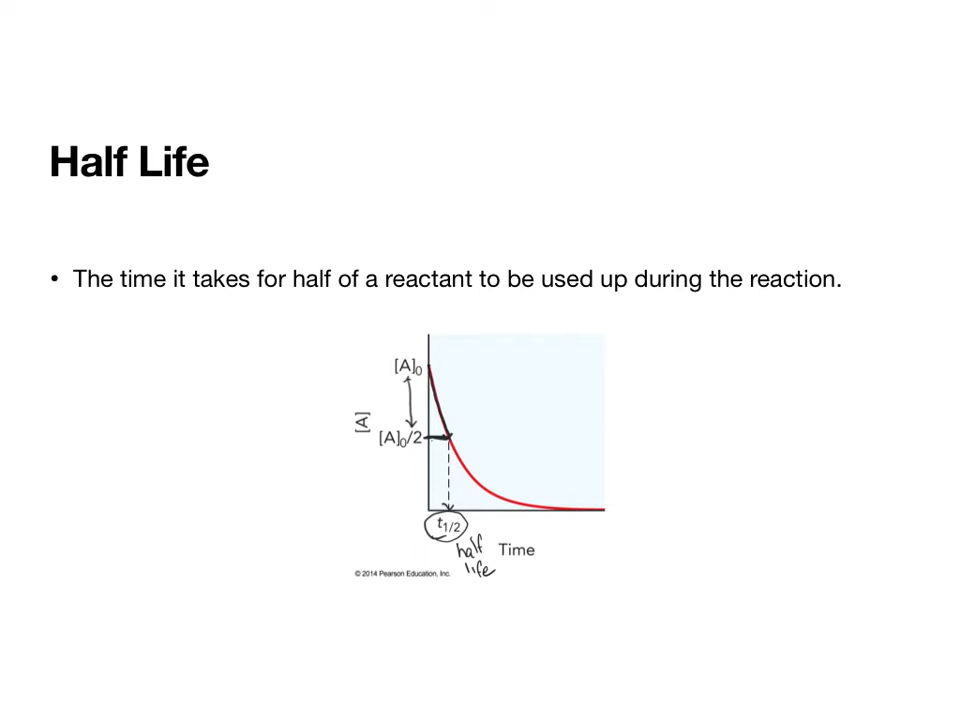 Half Life
• The time it takes for half of a reactant to be used up during the reaction.
[A]₀
[A]
[A]₀/2
t₁/₂
half
life
Time
© 2014 Pearson Education, Inc.